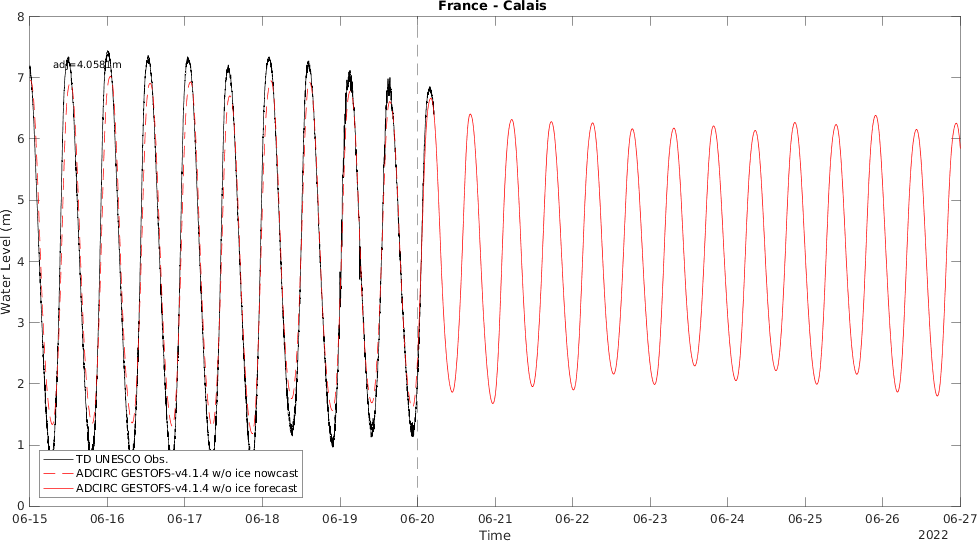 France - Calais
8
7
6
5
4
3
2
1
0
Water Level (m)
adj=4.0581m
TD UNESCO Obs.
ADCIRC GESTOFS-v4.1.4 w/o ice nowcast
ADCIRC GESTOFS-v4.1.4 w/o ice forecast
06-15 06-16 06-17 06-18 06-19 06-20 06-21 06-22 06-23 06-24 06-25 06-26 06-27
Time
2022